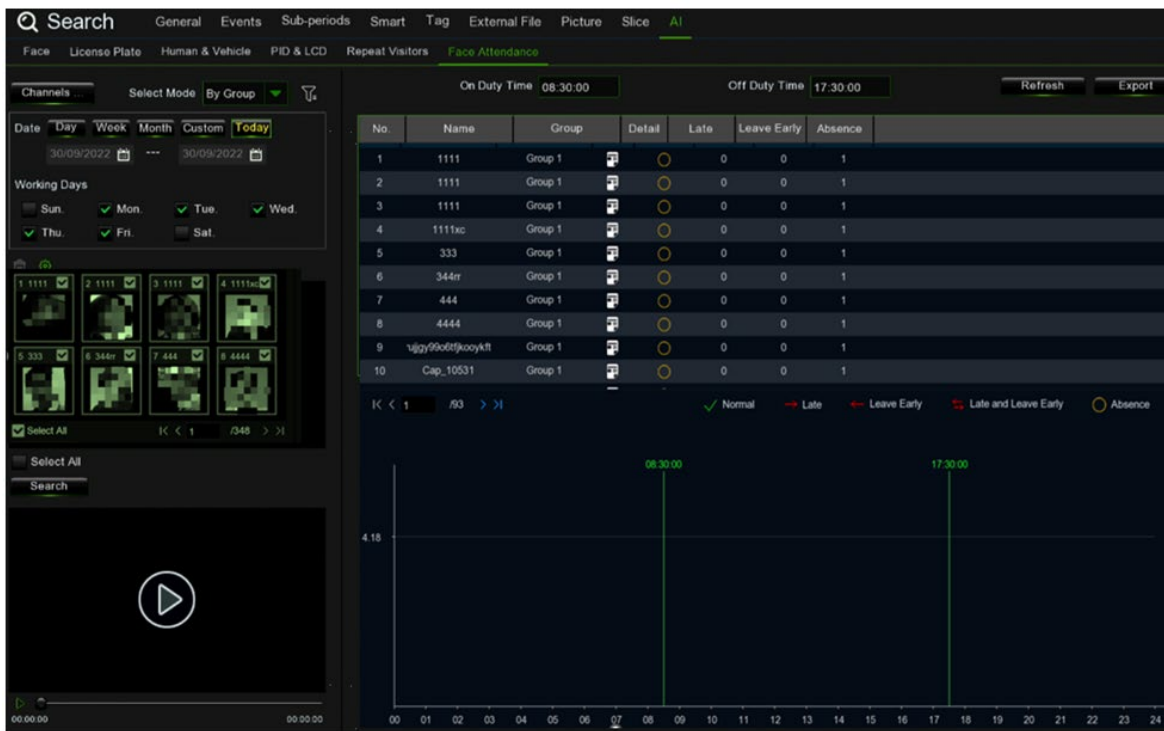 Search General Events Sub-periods Smart Tag External File Picture Slice AI
Face License Plate Human & Vehicle PID & LCD Repeat Visitors Face Attendance
Channels ... Select Mode By Group
On Duty Time 08:30:00 Off Duty Time 17:30:00 Refresh Export
Date Day Week Month Custom Today
30/09/2022 --- 30/09/2022
Working Days
Sun. Mon. Tue. Wed.
Thu. Fri. Sat.
1 1111 2 1111 3 1111 4 1111xc
5 333 6 344rr 7 444 8 4444
Select All 1 /348
Select All
Search
00:00:00 00:00:00
No. Name Group Detail Late Leave Early Absence
1 1111 Group 1 0 0 1
2 1111 Group 1 0 0 1
3 1111 Group 1 0 0 1
4 1111xc Group 1 0 0 1
5 333 Group 1 0 0 1
6 344rr Group 1 0 0 1
7 444 Group 1 0 0 1
8 4444 Group 1 0 0 1
9 Group 1 0 0 1
10 Cap_10531 Group 1 0 0 1
1 /93 Normal Late Leave Early Late and Leave Early Absence
08:30:00 17:30:00
4.18
00 01 02 03 04 05 06 07 08 09 10 11 12 13 14 15 16 17 18 19 20 21 22 23 24